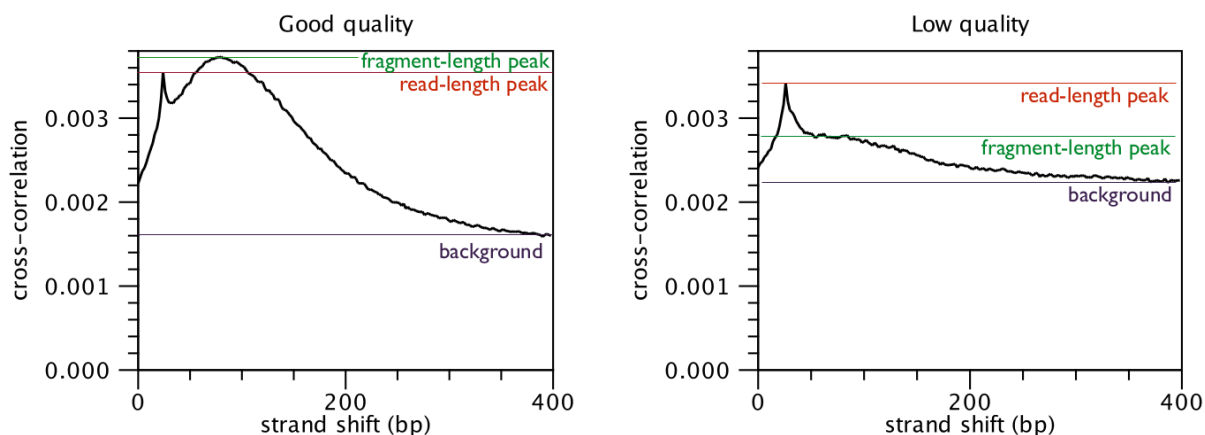 Good quality
cross-correlation
0.003
0.002
0.001
0.000
fragment-length peak
read-length peak
background
0
200
400
strand shift (bp)
Low quality
cross-correlation
0.003
0.002
0.001
0.000
read-length peak
fragment-length peak
background
0
200
400
strand shift (bp)